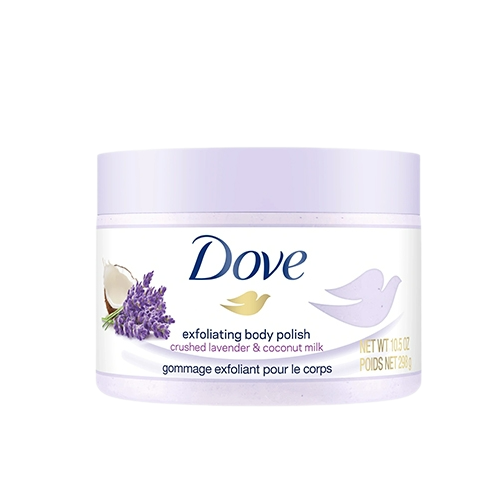 Dove
exfoliating body polish
crushed lavender & coconut milk
gommage exfoliant pour le corps
NET WT 10.5 OZ
POIDS NET 298g